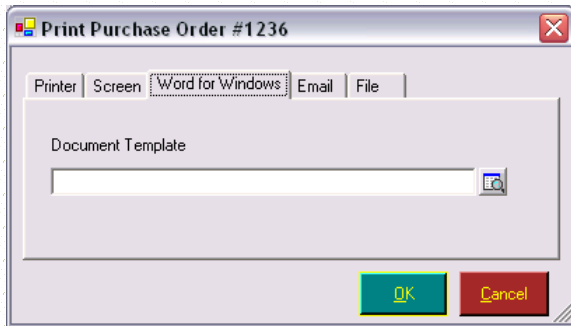 Print Purchase Order #1236
Printer Screen Word for Windows Email File
Document Template
OK Cancel